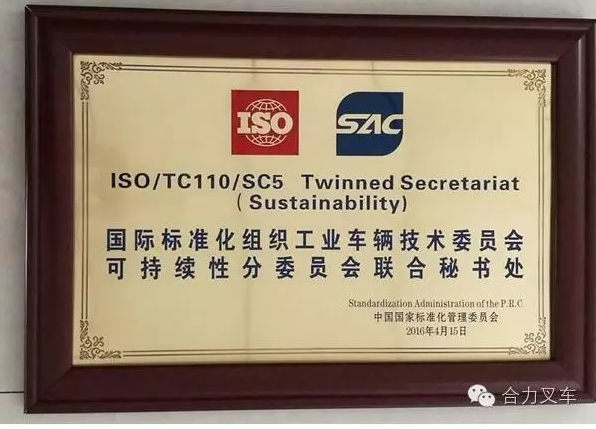 ISO SAC
ISO/TC110/SC5 Twinned Secretariat
(Sustainability)
国际标准化组织工业车辆技术委员会
可持续性分委员会联合秘书处
Standardization Administration of the P.R.C
中国国家标准化管理委员会
2016年4月15日
合力叉车